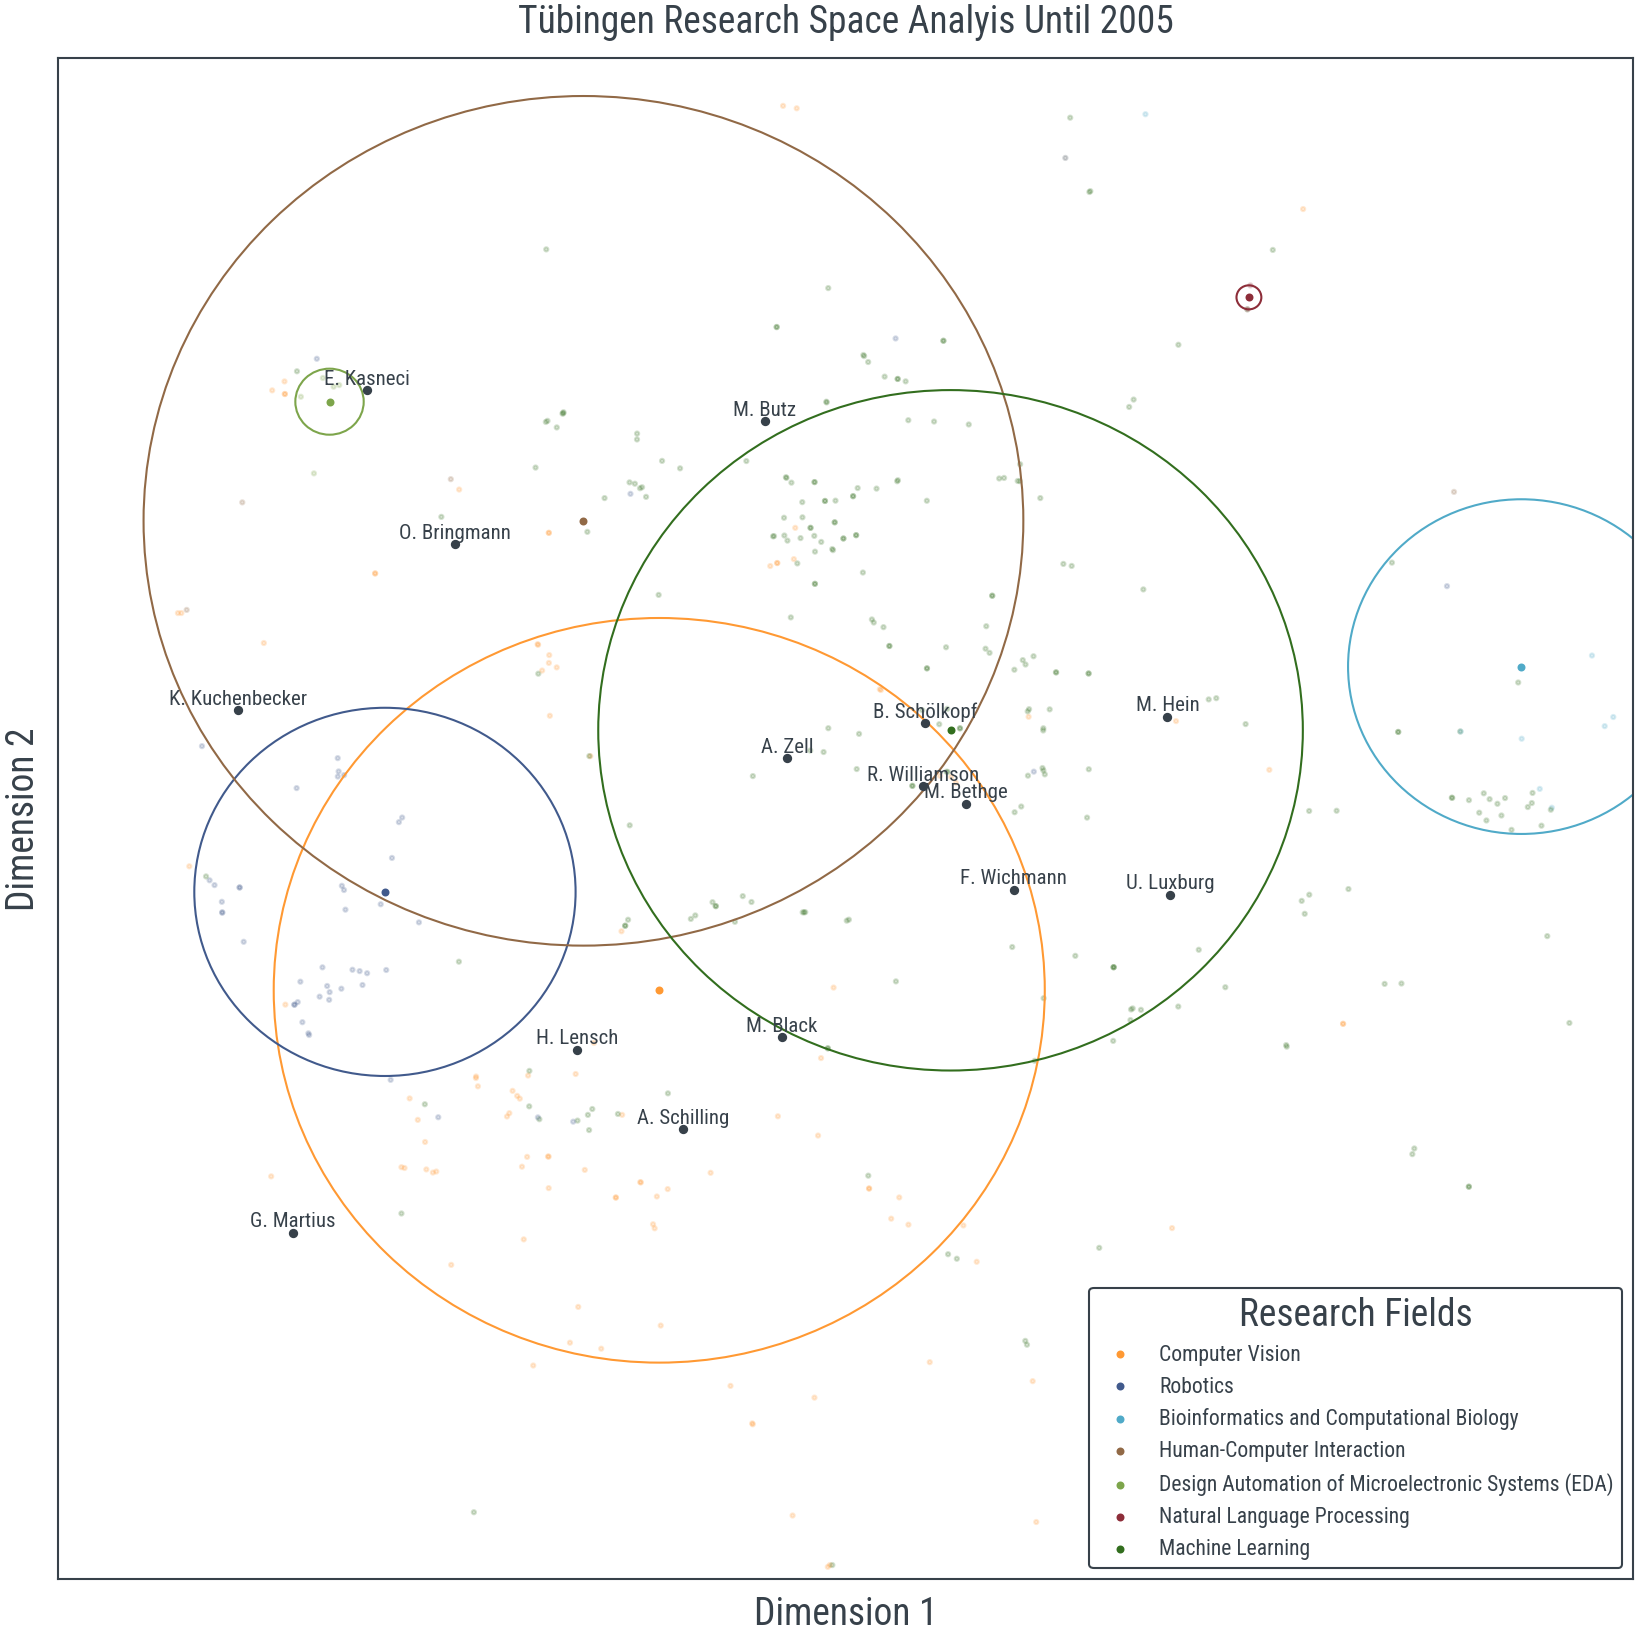 Tübingen Research Space Analyis Until 2005
E. Kasneci
M. Butz
O. Bringmann
K. Kuchenbecker
B. Schölkopf
M. Hein
A. Zell
R. Williamson
M. Bethge
F. Wichmann
U. Luxburg
M. Black
H. Lensch
A. Schilling
G. Martius
Dimension 2
Dimension 1
Research Fields
Computer Vision
Robotics
Bioinformatics and Computational Biology
Human-Computer Interaction
Design Automation of Microelectronic Systems (EDA)
Natural Language Processing
Machine Learning